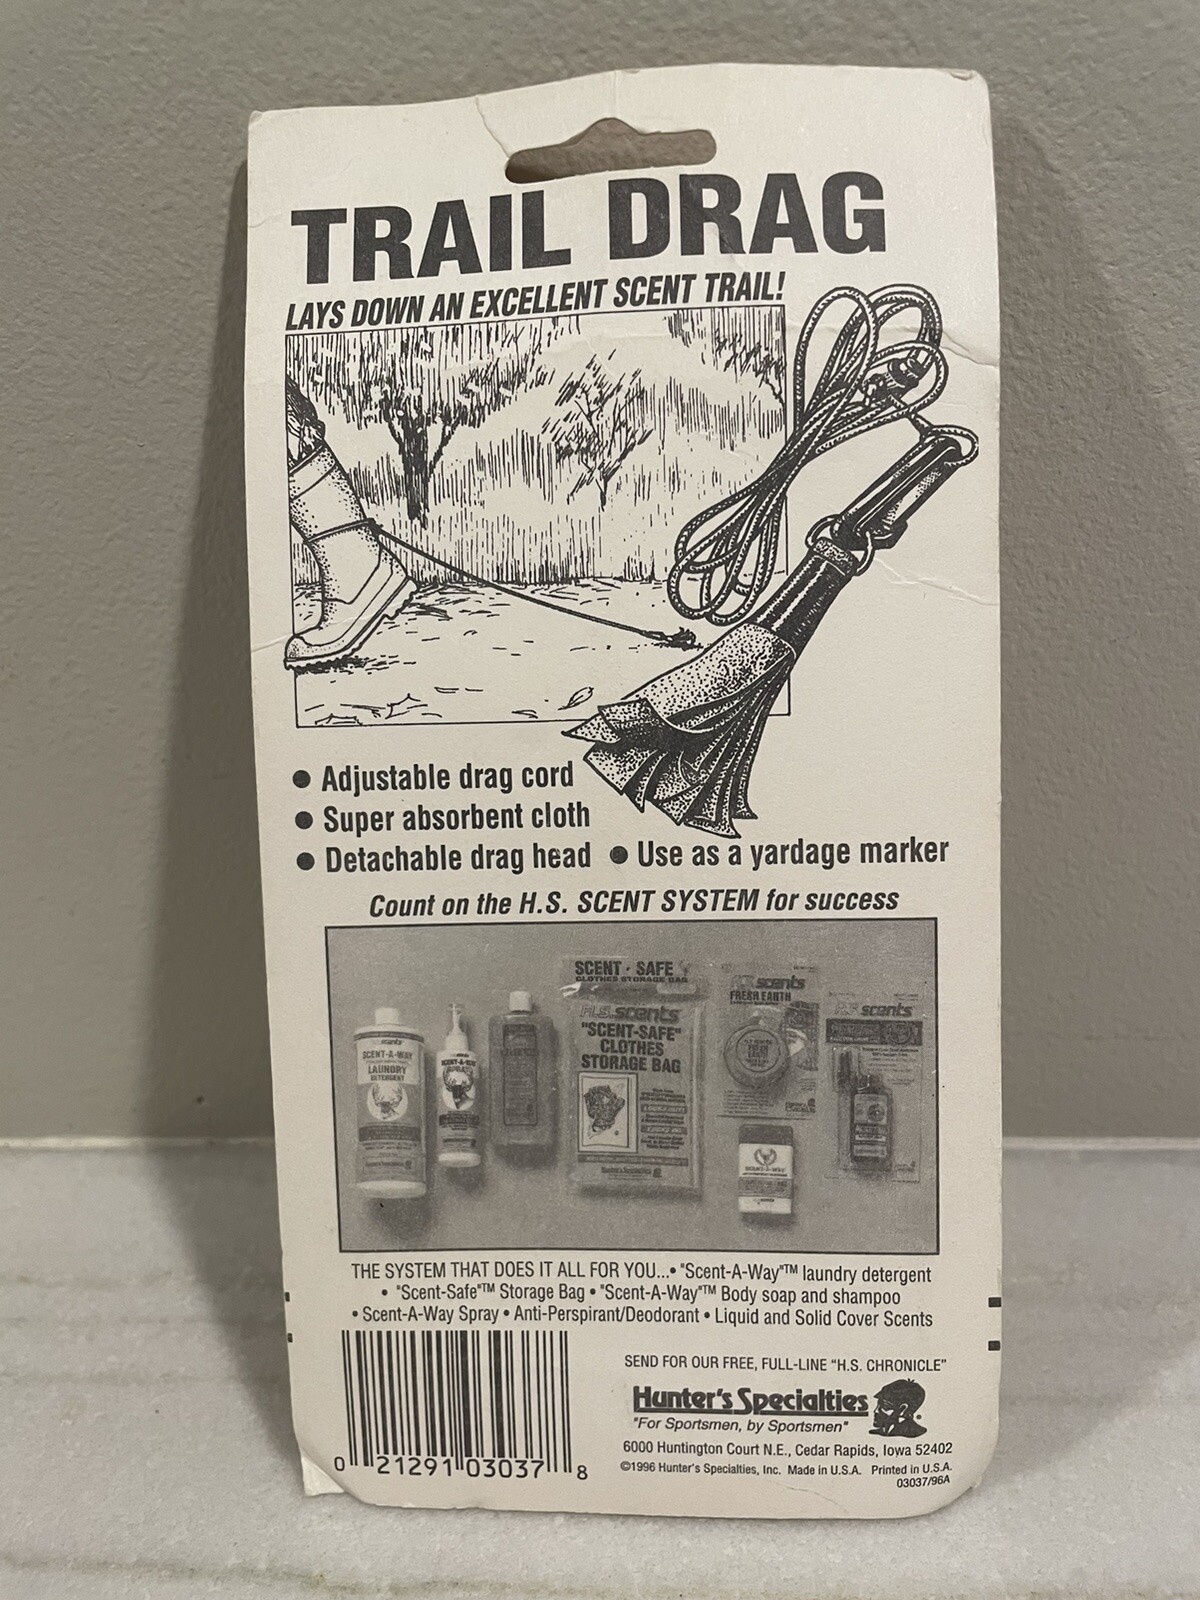 TRAIL DRAG
LAYS DOWN AN EXCELLENT SCENT TRAIL!
● Adjustable drag cord
● Super absorbent cloth
● Detachable drag head ● Use as a yardage marker
Count on the H.S. SCENT SYSTEM for success
SCENT-A-WAY
LAUNDRY
DETERGENT
SCENT - SAFE
CLOTHES STORAGE BAG
H.S. scents
"SCENT-SAFE"
CLOTHES
STORAGE BAG
scents
FRESH EARTH
scents
SCENT-A-WAY
THE SYSTEM THAT DOES IT ALL FOR YOU...• "Scent-A-Way"™ laundry detergent
• "Scent-Safe"™ Storage Bag • "Scent-A-Way"™ Body soap and shampoo
• Scent-A-Way Spray • Anti-Perspirant/Deodorant • Liquid and Solid Cover Scents
SEND FOR OUR FREE, FULL-LINE "H.S. CHRONICLE"
Hunter's Specialties
"For Sportsmen, by Sportsmen"
6000 Huntington Court N.E., Cedar Rapids, Iowa 52402
©1996 Hunter's Specialties, Inc. Made in U.S.A. Printed in U.S.A.
03037/96A
0 21291 03037 8